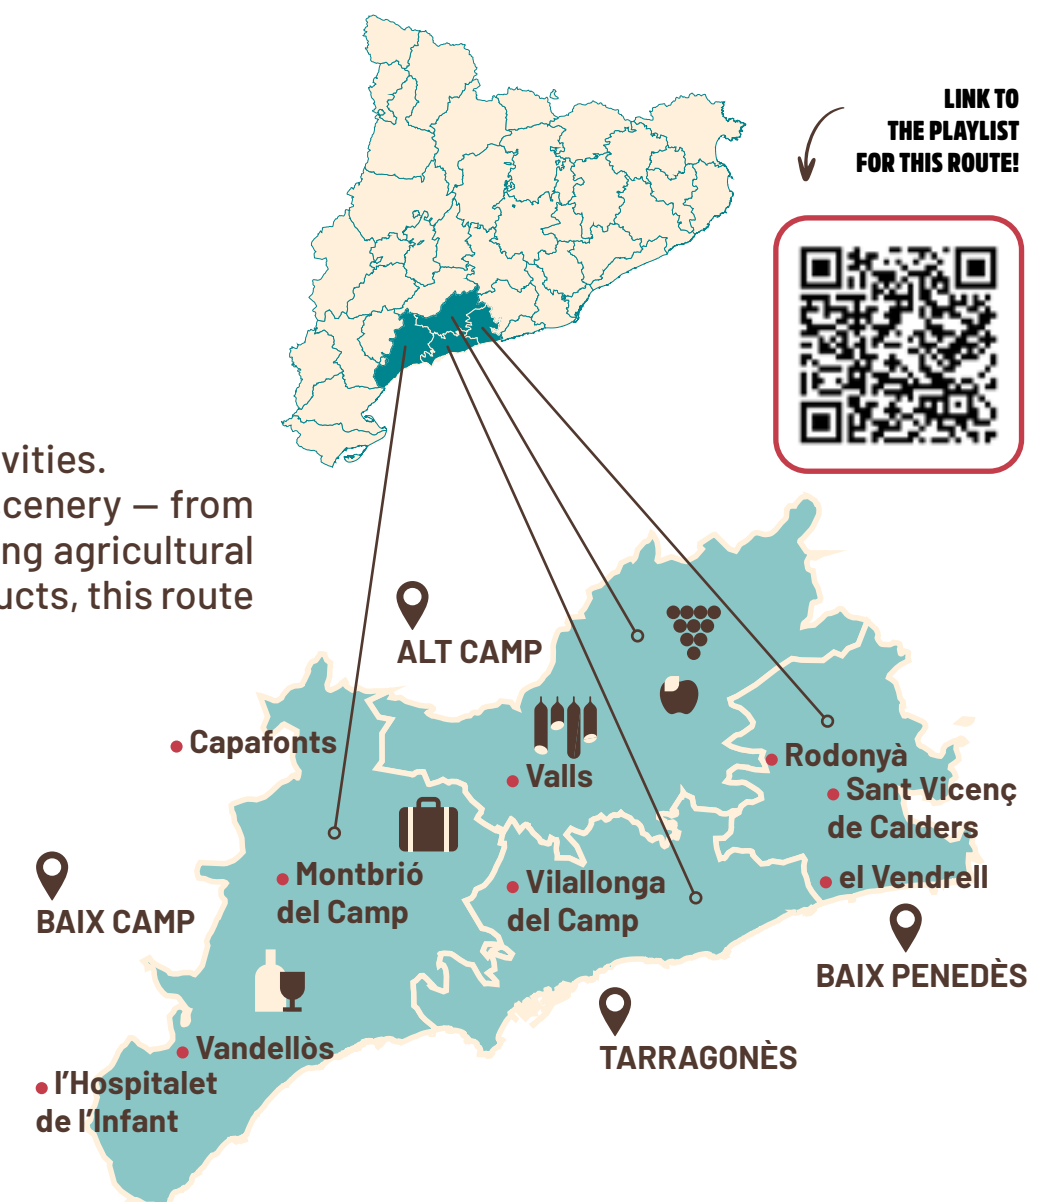 LINK TO
THE PLAYLIST
FOR THIS ROUTE!
vities.
cenery – from
ng agricultural
ucts, this route
ALT CAMP
Capafonts
Valls
Rodonyà
Sant Vicenç
de Calders
Montbrió
del Camp
Vilallonga
del Camp
el Vendrell
BAIX CAMP
BAIX PENEDÈS
Vandellòs
TARRAGONÈS
l’Hospitalet
de l’Infant